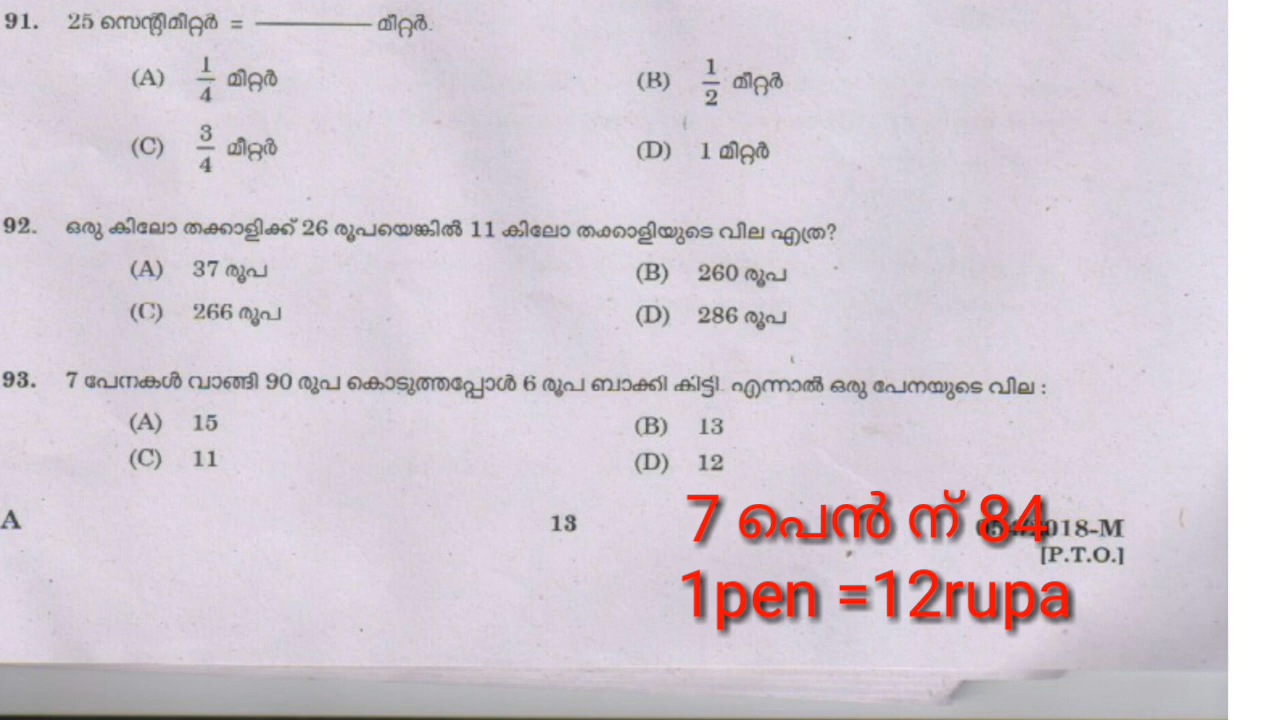 91. 25 സെന്റിമീറ്റർ = ———— മീറ്റർ.
(A) 1/4 മീറ്റർ (B) 1/2 മീറ്റർ
(C) 3/4 മീറ്റർ (D) 1 മീറ്റർ
92. ഒരു കിലോ തക്കാളിക്ക് 26 രൂപയെങ്കിൽ 11 കിലോ തക്കാളിയുടെ വില എത്ര?
(A) 37 രൂപ (B) 260 രൂപ
(C) 266 രൂപ (D) 286 രൂപ
93. 7 പേനകൾ വാങ്ങി 90 രുപ കൊടുത്തപ്പോൾ 6 രൂപ ബാക്കി കിട്ടി. എന്നാൽ ഒരു പേനയുടെ വില :
(A) 15 (B) 13
(C) 11 (D) 12
7 പെൻ ന് 84
A 13 018-M
[P.T.O.]
1pen =12rupa